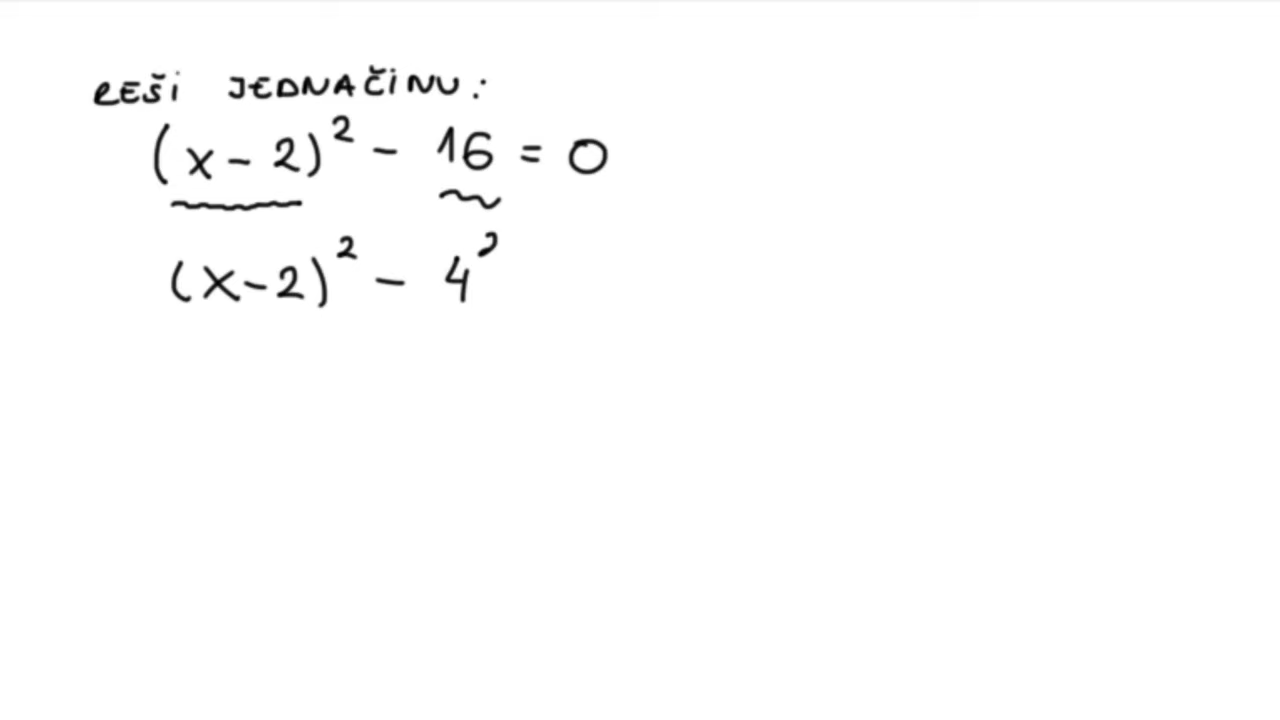 REŠI JEDNAČINU:
(x-2)² - 16 = 0
(x-2)² - 4²